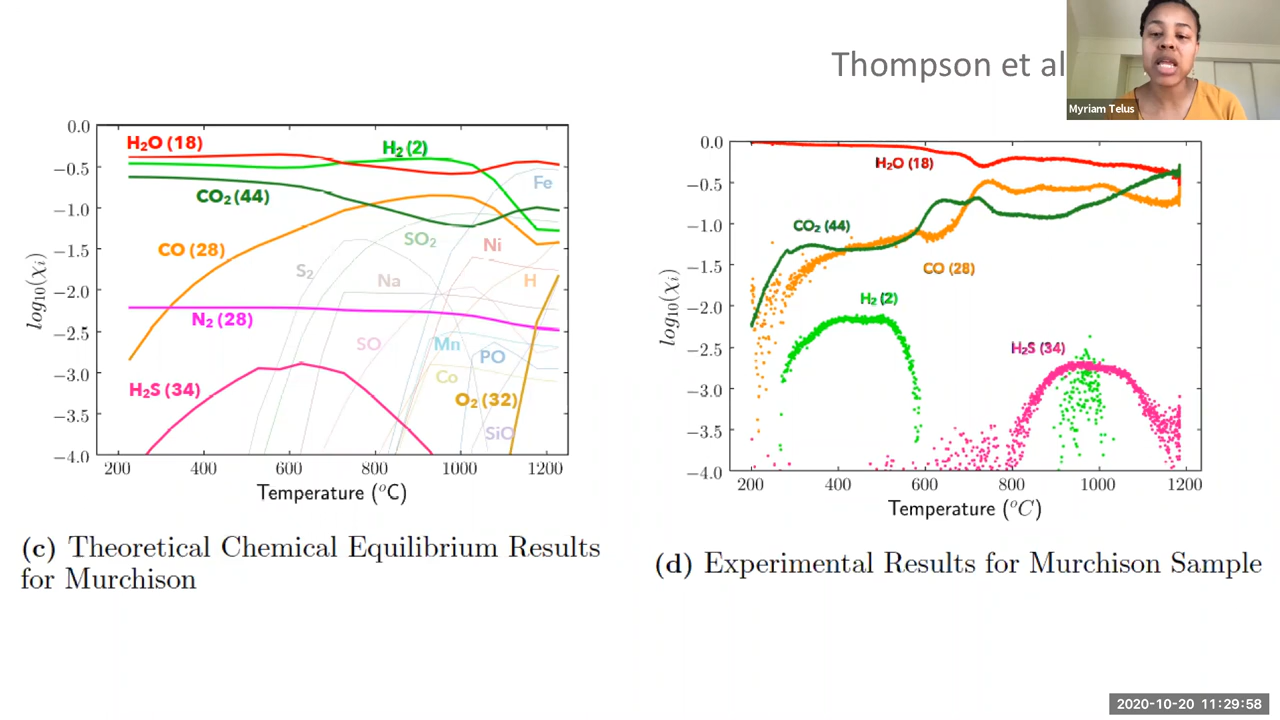 Thompson et al
Myriam Telus
0.0
−0.5
−1.0
−1.5
−2.0
−2.5
−3.0
−3.5
−4.0
log₁₀(χᵢ)
H₂O (18)
H₂ (2)
Fe
CO₂ (44)
SO₂
CO (28)
Ni
S₂
Na
H
N₂ (28)
SO
Mn
PO
Co
H₂S (34)
O₂ (32)
SiO
200 400 600 800 1000 1200
Temperature (°C)
(c) Theoretical Chemical Equilibrium Results
for Murchison
0.0
−0.5
−1.0
−1.5
−2.0
−2.5
−3.0
−3.5
−4.0
log₁₀(χᵢ)
H₂O (18)
CO₂ (44)
CO (28)
H₂ (2)
H₂S (34)
200 400 600 800 1000 1200
Temperature (°C)
(d) Experimental Results for Murchison Sample
2020-10-20 11:29:58